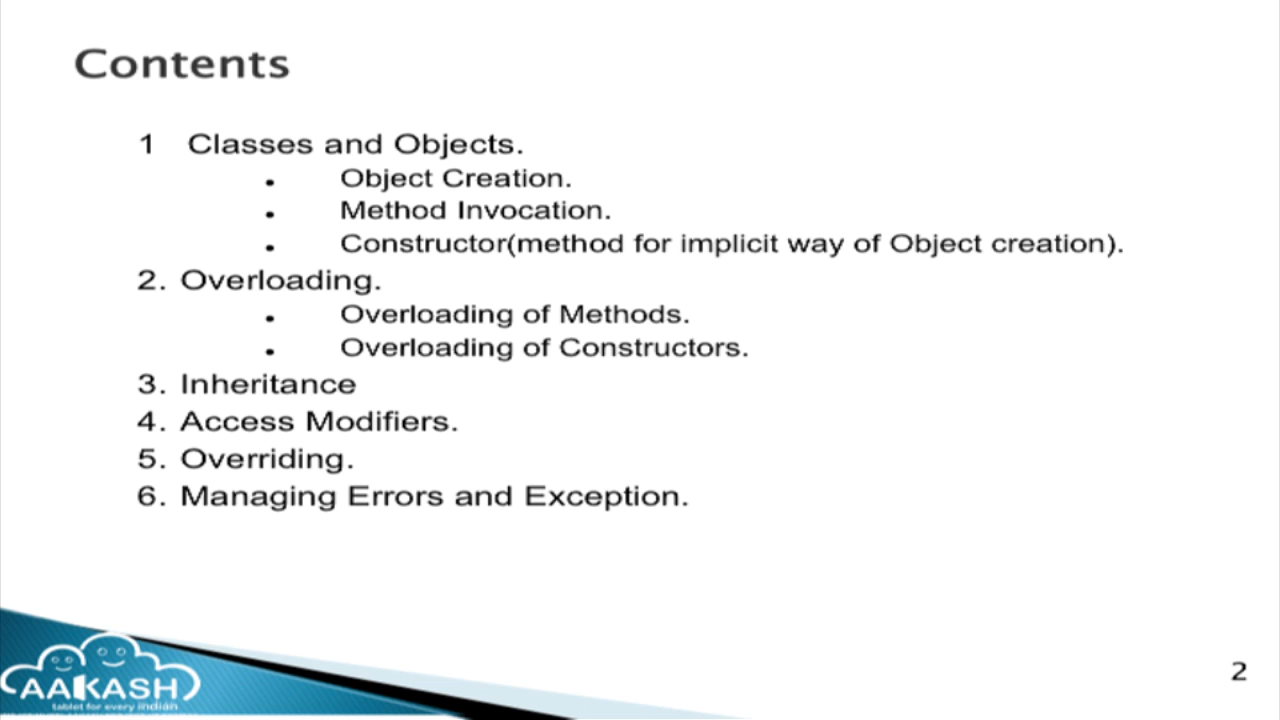 Contents
1 Classes and Objects.
• Object Creation.
• Method Invocation.
• Constructor(method for implicit way of Object creation).
2. Overloading.
• Overloading of Methods.
• Overloading of Constructors.
3. Inheritance
4. Access Modifiers.
5. Overriding.
6. Managing Errors and Exception.
AAKASH
tablet for every indian
2